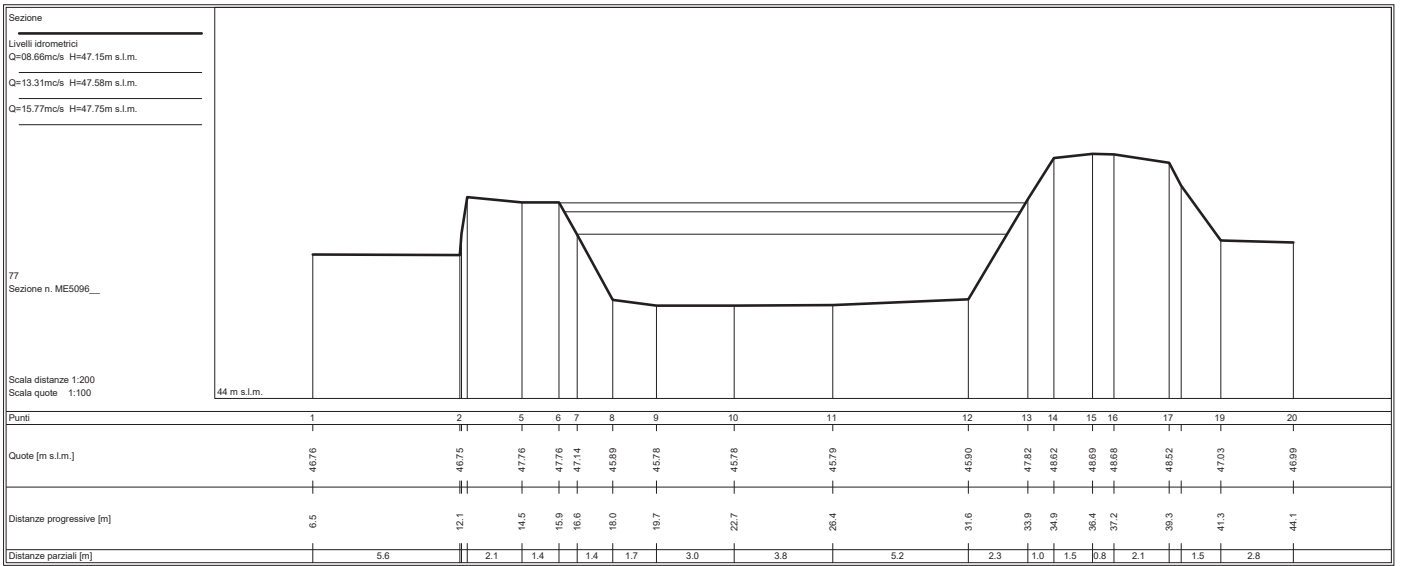 Sezione
Livelli idrometrici
Q=08.66mc/s H=47.15m s.l.m.
Q=13.31mc/s H=47.58m s.l.m.
Q=15.77mc/s H=47.75m s.l.m.
77
Sezione n. ME5096__
Scala distanze 1:200
Scala quote 1:100
44 m s.l.m.
Punti 1 2 5 6 7 8 9 10 11 12 13 14 15 16 17 19 20
Quote [m s.l.m.] 46.76 46.75 47.76 47.76 47.14 45.89 45.78 45.78 45.79 45.90 47.82 48.62 48.69 48.68 48.52 47.03 46.99
Distanze progressive [m] 6.5 12.1 14.5 15.9 16.6 18.0 19.7 22.7 26.4 31.6 33.9 34.9 36.4 37.2 39.3 41.3 44.1
Distanze parziali [m] 5.6 2.1 1.4 1.4 1.7 3.0 3.8 5.2 2.3 1.0 1.5 0.8 2.1 1.5 2.8